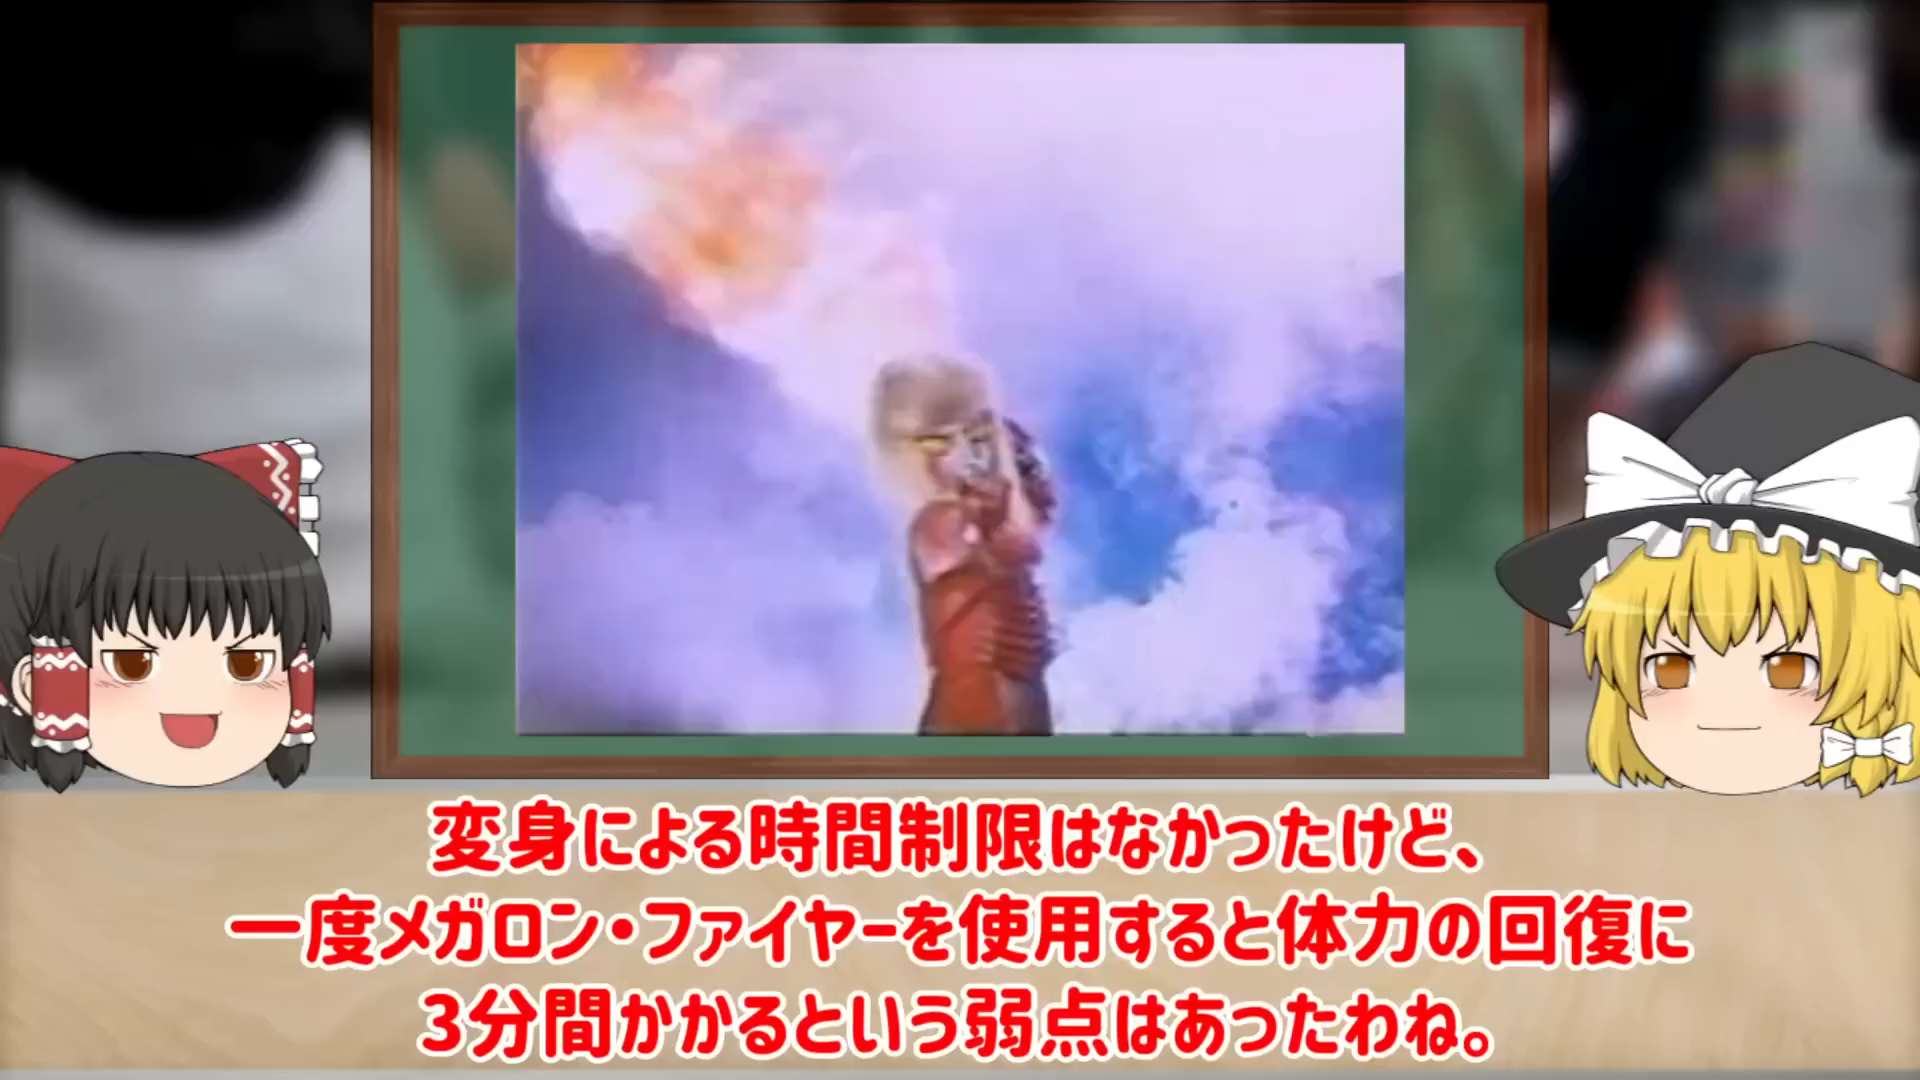 変身による時間制限はなかったけど、
一度メガロン・ファイヤーを使用すると体力の回復に
3分間かかるという弱点はあったわね。